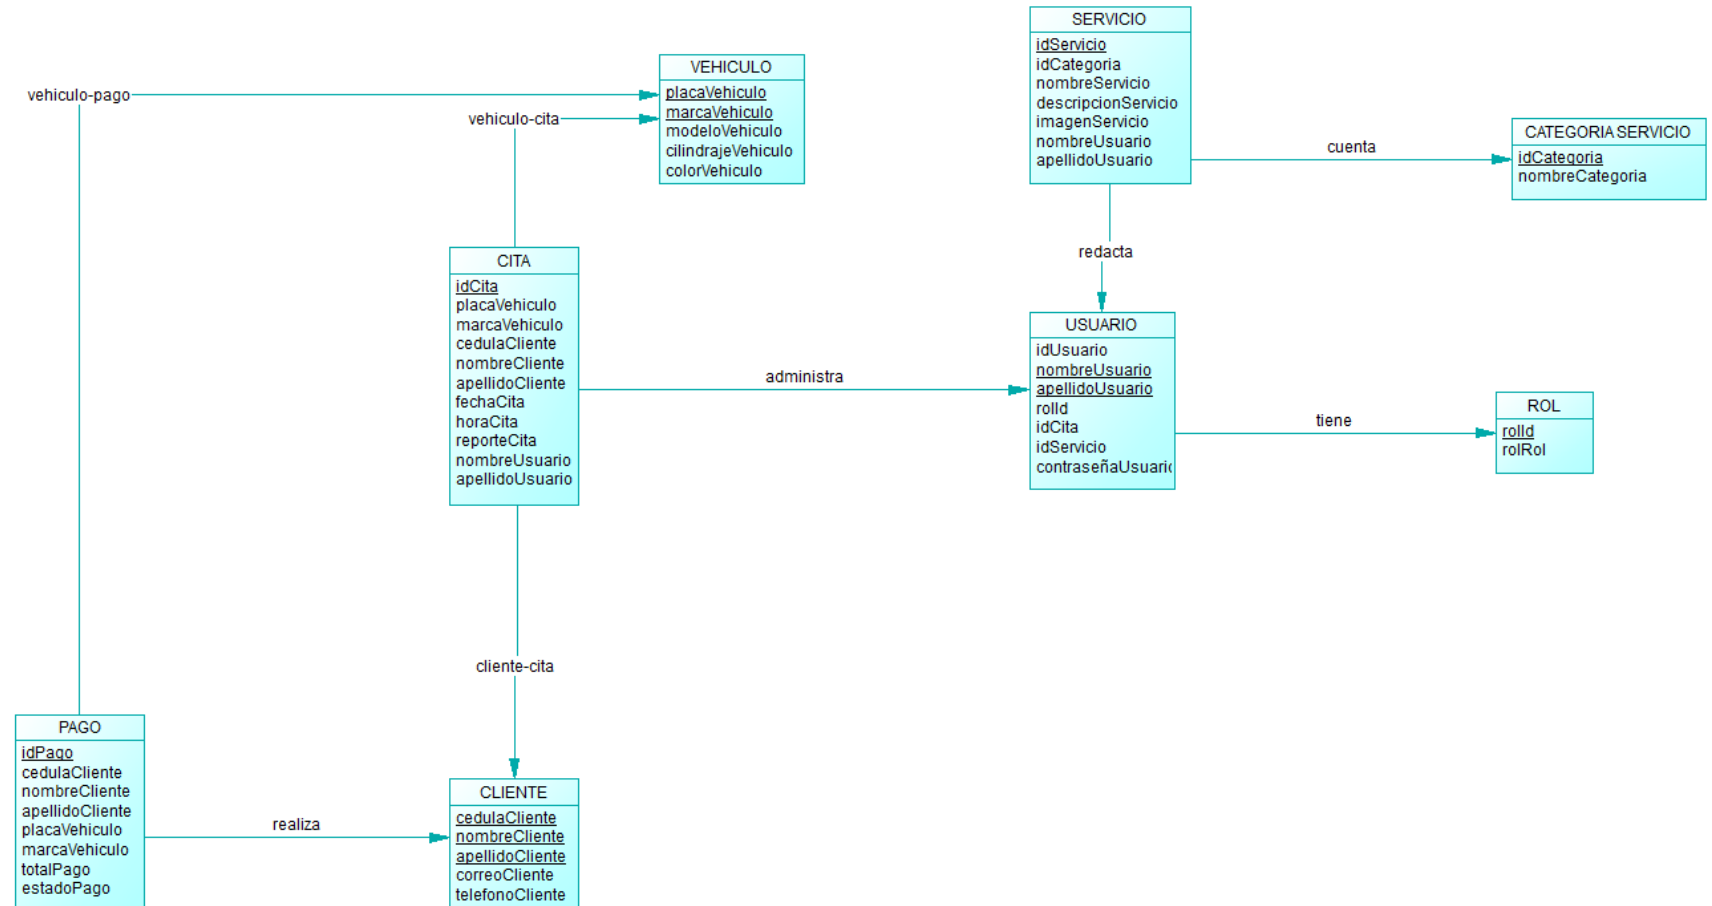 SERVICIO
idServicio
idCategoria
nombreServicio
descripcionServicio
imagenServicio
nombreUsuario
apellidoUsuario
VEHICULO
placaVehiculo
marcaVehiculo
modeloVehiculo
cilindrajeVehiculo
colorVehiculo
vehiculo-pago
vehiculo-cita
cuenta
CATEGORIA SERVICIO
idCategoria
nombreCategoria
redacta
CITA
idCita
placaVehiculo
marcaVehiculo
cedulaCliente
nombreCliente
apellidoCliente
fechaCita
horaCita
reporteCita
nombreUsuario
apellidoUsuario
administra
USUARIO
idUsuario
nombreUsuario
apellidoUsuario
rolId
idCita
idServicio
contraseñaUsuario
tiene
ROL
rolId
rolRol
cliente-cita
PAGO
idPago
cedulaCliente
nombreCliente
apellidoCliente
placaVehiculo
marcaVehiculo
totalPago
estadoPago
realiza
CLIENTE
cedulaCliente
nombreCliente
apellidoCliente
correoCliente
telefonoCliente